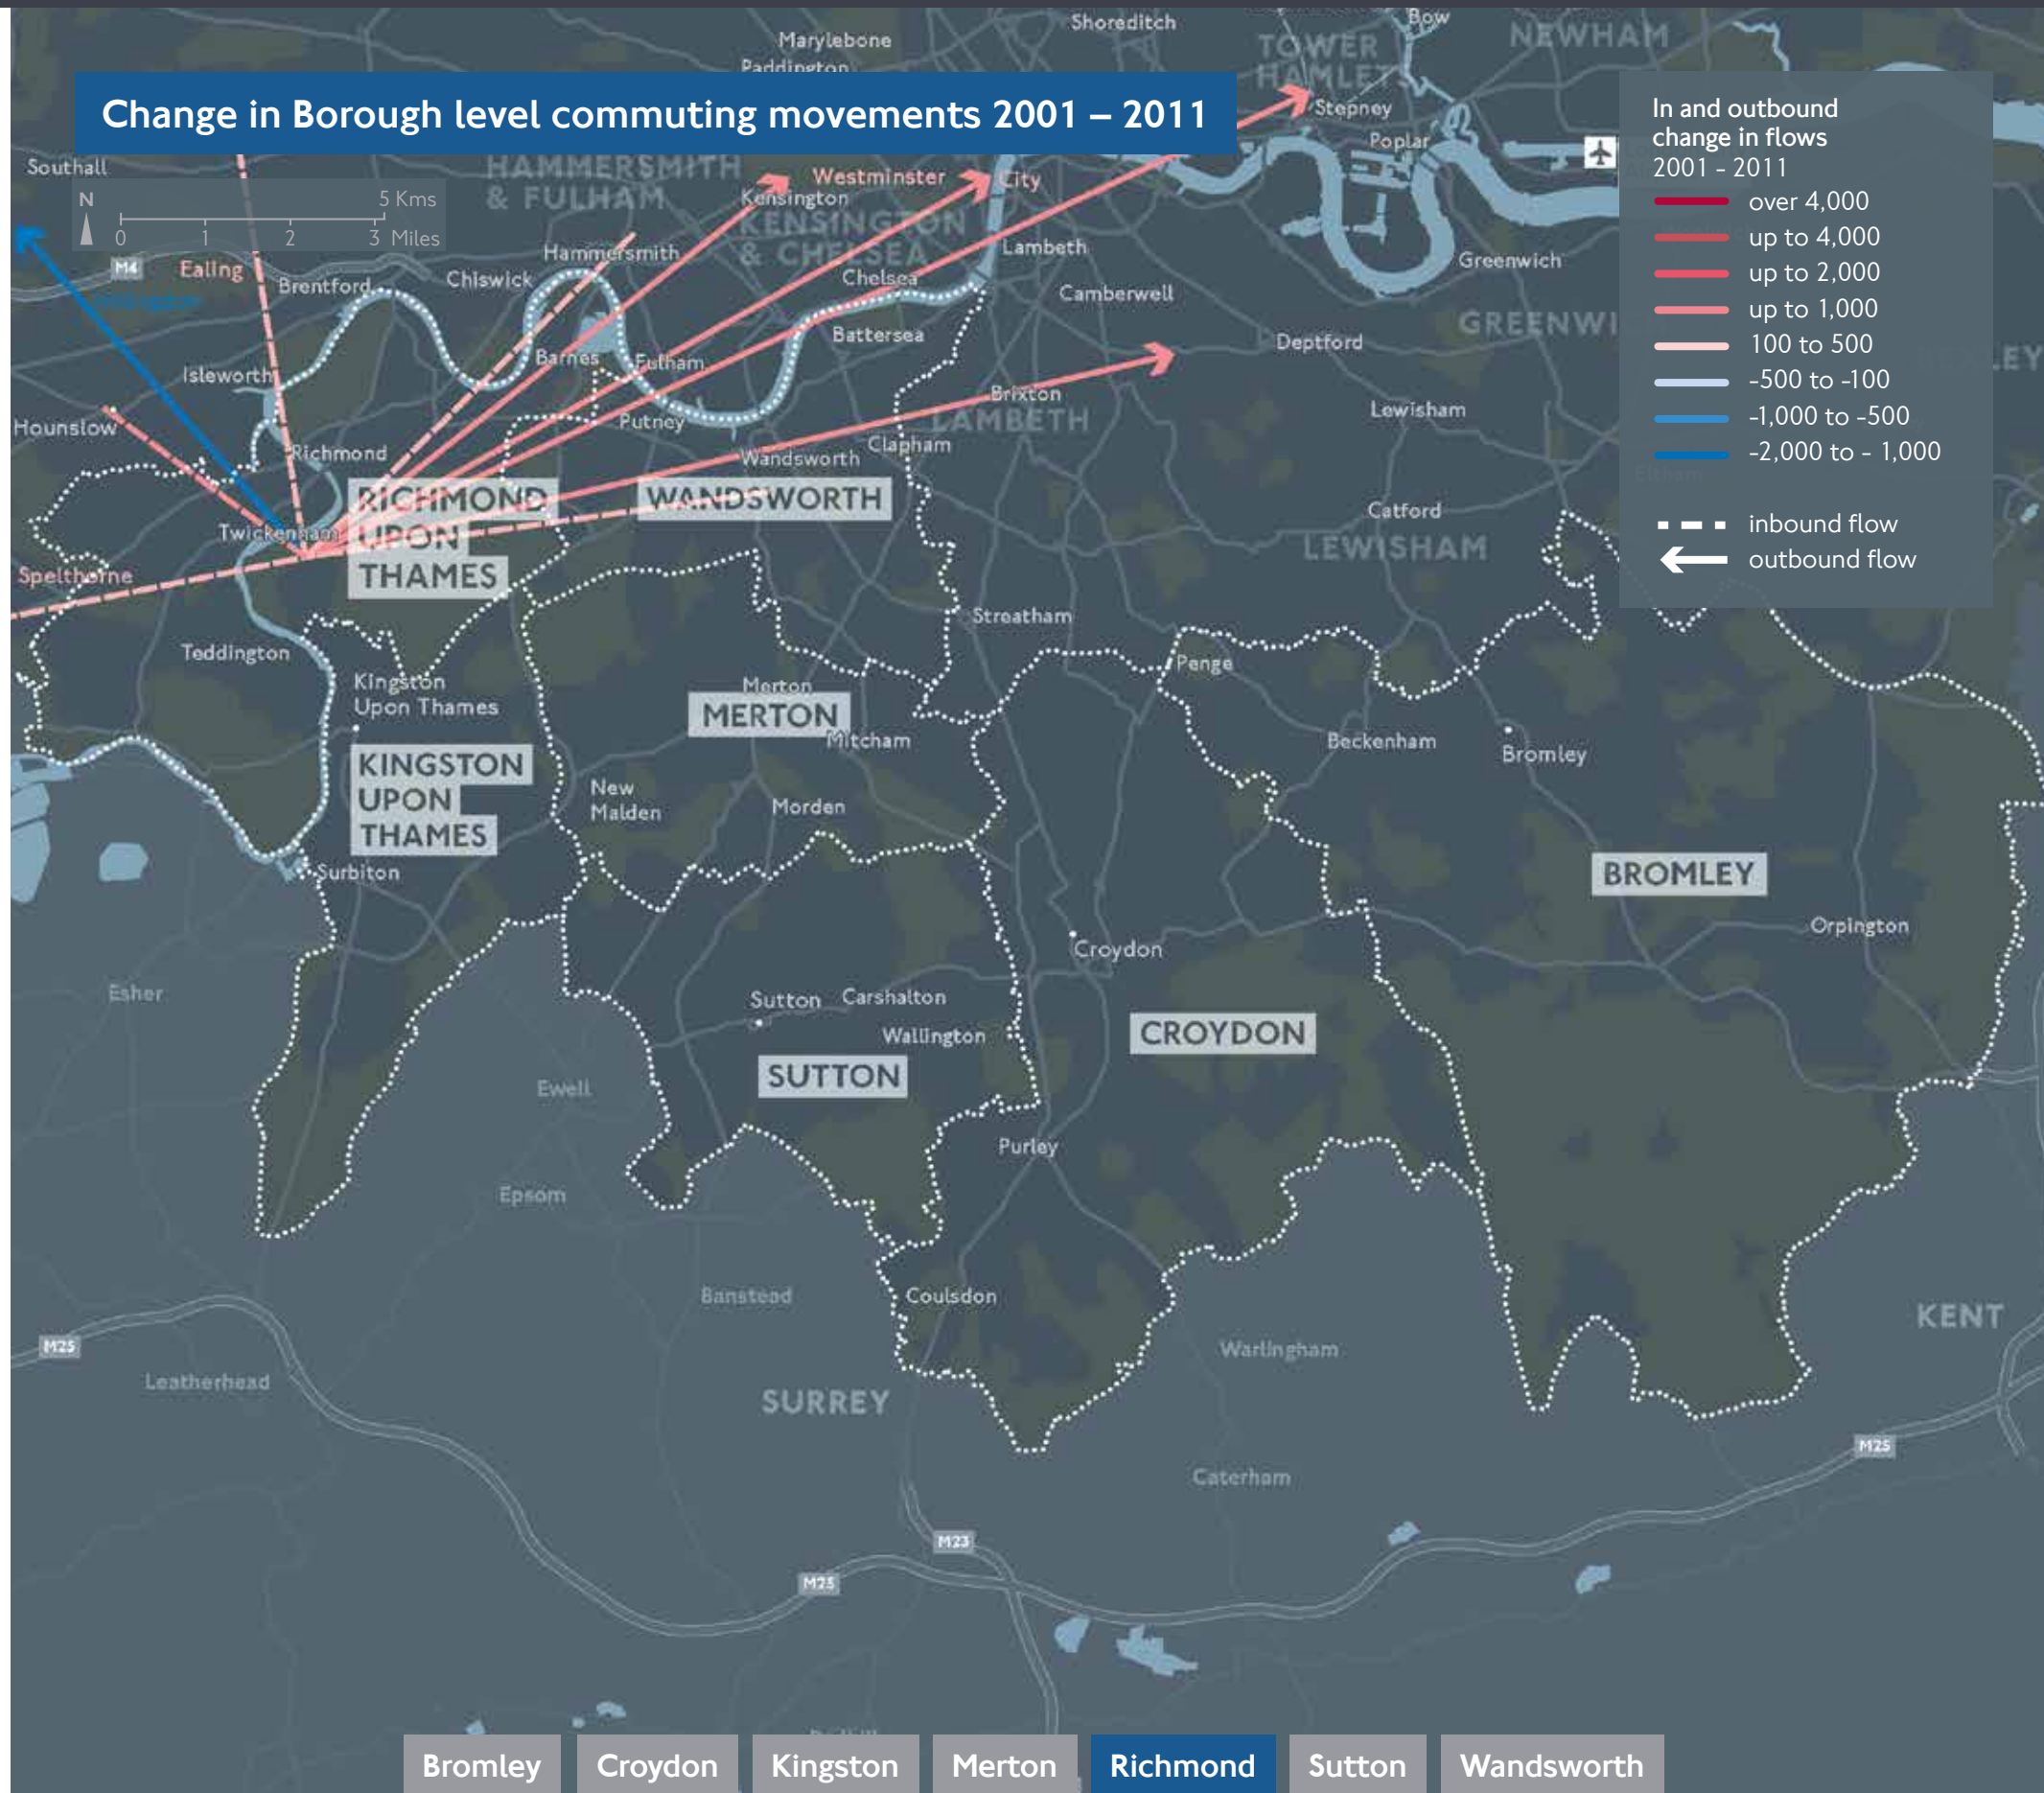 Shoreditch
Bow
Marylebone
NEWHAM
TOWER
HAMLET
Paddington
Change in Borough level commuting movements 2001 – 2011
Stepney
Poplar
In and outbound
change in flows
2001 - 2011
over 4,000
up to 4,000
up to 2,000
up to 1,000
100 to 500
-500 to -100
-1,000 to -500
-2,000 to - 1,000
inbound flow
outbound flow
Southall
N
5 Kms
0 1 2 3 Miles
HAMMERSMITH
& FULHAM
Westminster
City
Kensington
KENSINGTON
& CHELSEA
Hammersmith
Lambeth
Greenwich
M4
Ealing
Brentford
Chiswick
Chelsea
Camberwell
GREENWI
Battersea
Deptford
Barnes
Fulham
LEY
Isleworth
Brixton
LAMBETH
Lewisham
Hounslow
Putney
Clapham
Richmond
Wandsworth
RICHMOND
UPON
THAMES
WANDSWORTH
Catford
LEWISHAM
Twickenham
Spelthorne
Streatham
Teddington
Penge
Kingston
Upon Thames
Merton
MERTON
Mitcham
Beckenham
Bromley
KINGSTON
UPON
THAMES
New
Malden
Morden
Surbiton
BROMLEY
Orpington
Croydon
Esher
Sutton
Carshalton
Wallington
CROYDON
SUTTON
Ewell
Purley
Epsom
Banstead
Coulsdon
KENT
M25
Warlingham
Leatherhead
SURREY
M25
Caterham
M23
M25
Bromley
Croydon
Kingston
Merton
Richmond
Sutton
Wandsworth